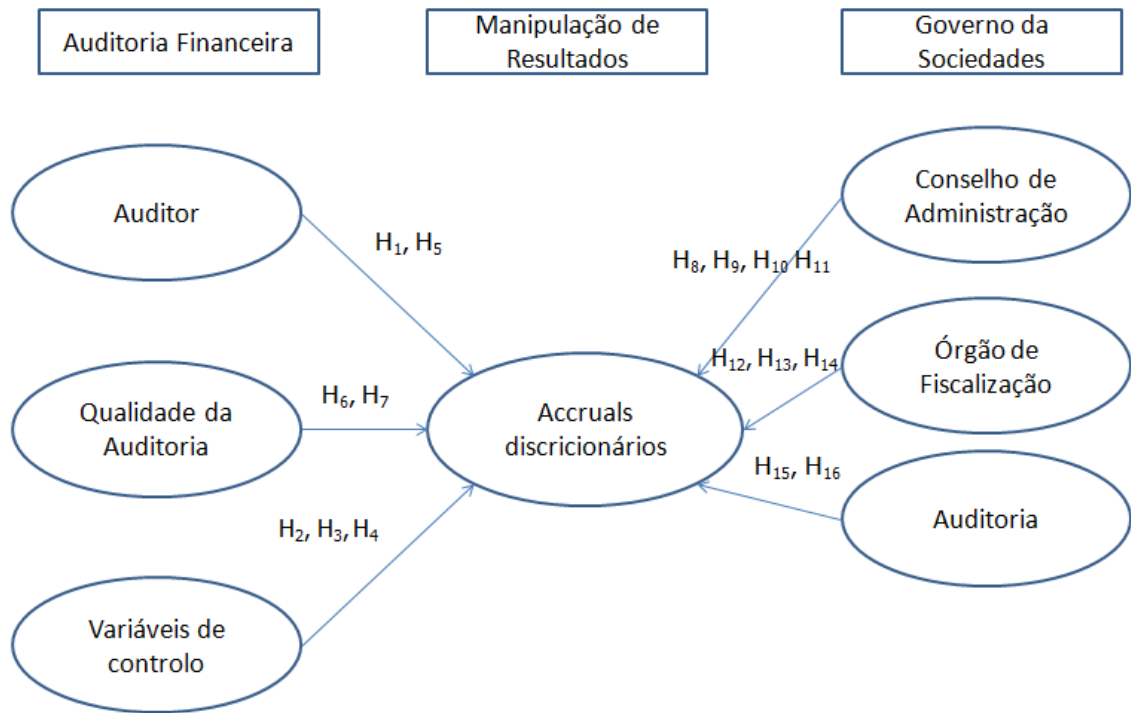 Auditoria Financeira
Manipulação de
Resultados
Governo da
Sociedades
Auditor
H₁, H₅
Conselho de
Administração
H₈, H₉, H₁₀ H₁₁
Qualidade da
Auditoria
H₆, H₇
Accruals
discricionários
H₁₂, H₁₃, H₁₄
Órgão de
Fiscalização
H₁₅, H₁₆
Auditoria
H₂, H₃, H₄
Variáveis de
controlo